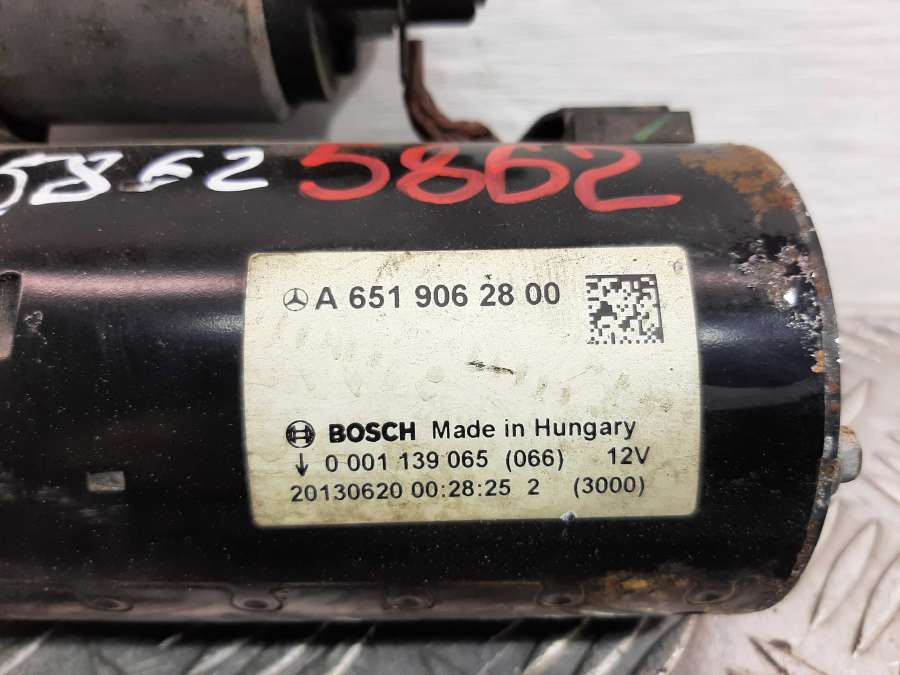 5862 5862
A 651 906 28 00
BOSCH Made in Hungary
↓ 0 001 139 065 (066) 12V
20130620 00:28:25 2 (3000)